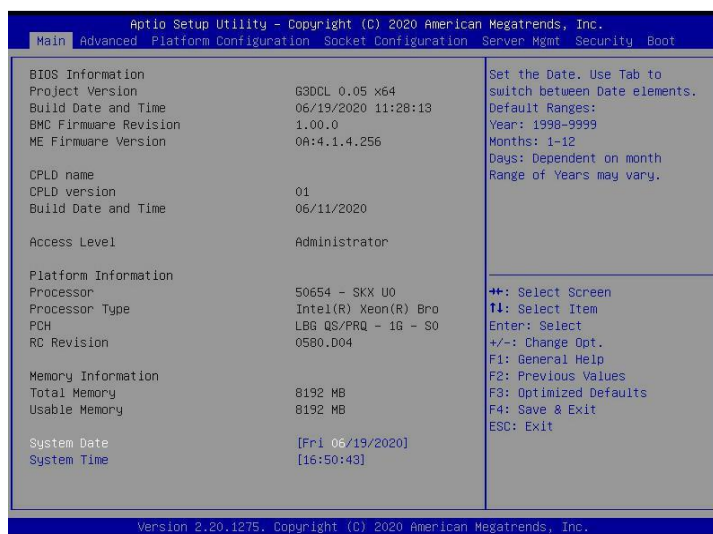 Aptio Setup Utility – Copyright (C) 2020 American Megatrends, Inc.
Main Advanced Platform Configuration Socket Configuration Server Mgmt Security Boot
BIOS Information
Project Version G3DCL 0.05 x64
Build Date and Time 06/19/2020 11:28:13
BMC Firmware Revision 1.00.0
ME Firmware Version 0A:4.1.4.256
CPLD name
CPLD version 01
Build Date and Time 06/11/2020
Access Level Administrator
Platform Information
Processor 50654 – SKX U0
Processor Type Intel(R) Xeon(R) Bro
PCH LBG QS/PRQ – 1G – S0
RC Revision 0580.D04
Memory Information
Total Memory 8192 MB
Usable Memory 8192 MB
System Date [Fri 06/19/2020]
System Time [16:50:43]
Set the Date. Use Tab to
switch between Date elements.
Default Ranges:
Year: 1998–9999
Months: 1–12
Days: Dependent on month
Range of Years may vary.
→←: Select Screen
↑↓: Select Item
Enter: Select
+/–: Change Opt.
F1: General Help
F2: Previous Values
F3: Optimized Defaults
F4: Save & Exit
ESC: Exit
Version 2.20.1275. Copyright (C) 2020 American Megatrends, Inc.